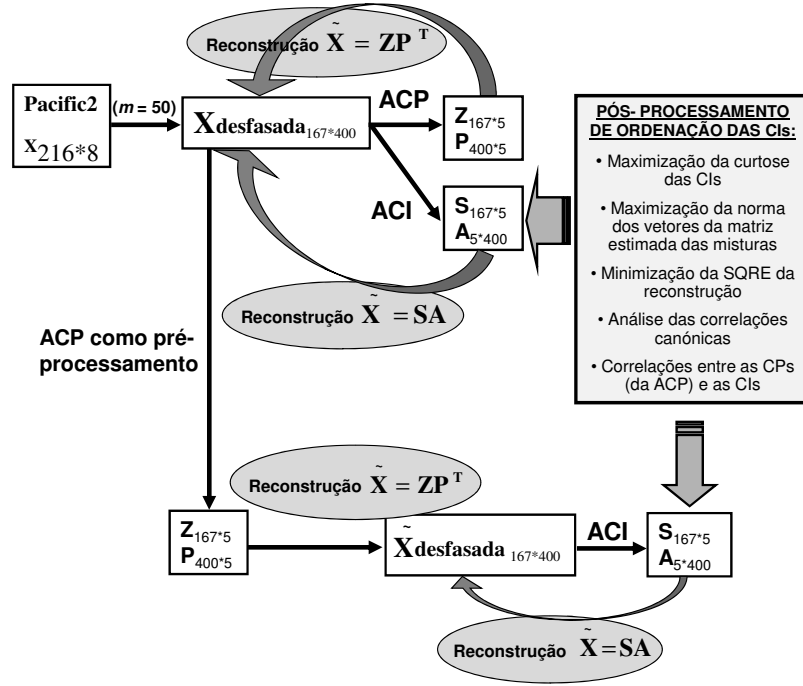 Reconstrução X̃ = ZP T
Pacific2
x216*8
(m = 50)
Xdesfasada167*400
ACP
Z167*5
P400*5
ACI
S167*5
A5*400
Reconstrução X̃ = SA
PÓS- PROCESSAMENTO
DE ORDENAÇÃO DAS CIs:
• Maximização da curtose
das CIs
• Maximização da norma
dos vetores da matriz
estimada das misturas
• Minimização da SQRE da
reconstrução
• Análise das correlações
canónicas
• Correlações entre as CPs
(da ACP) e as CIs
ACP como pré-
processamento
Reconstrução X̃ = ZP T
Z167*5
P400*5
X̃desfasada 167*400
ACI
S167*5
A5*400
Reconstrução X̃ = SA